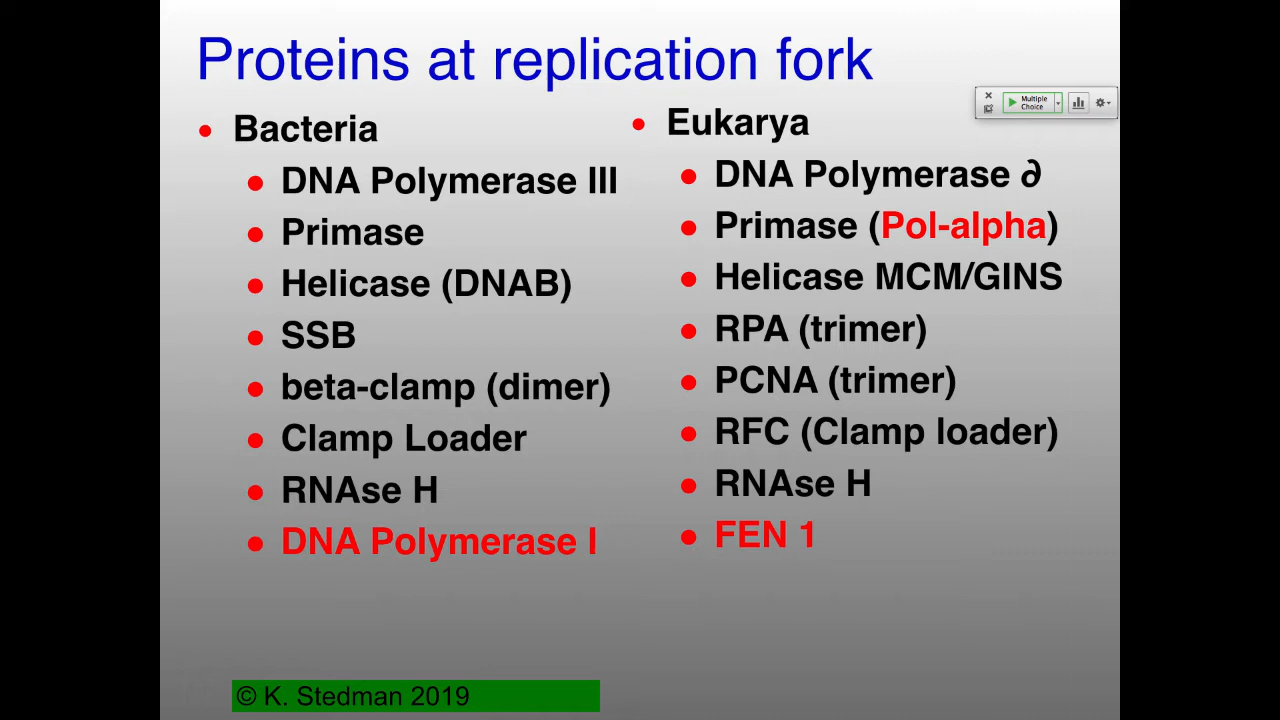 Proteins at replication fork
Multiple
Choice
• Bacteria
• DNA Polymerase III
• Primase
• Helicase (DNAB)
• SSB
• beta-clamp (dimer)
• Clamp Loader
• RNAse H
• DNA Polymerase I
• Eukarya
• DNA Polymerase ∂
• Primase (Pol-alpha)
• Helicase MCM/GINS
• RPA (trimer)
• PCNA (trimer)
• RFC (Clamp loader)
• RNAse H
• FEN 1
© K. Stedman 2019